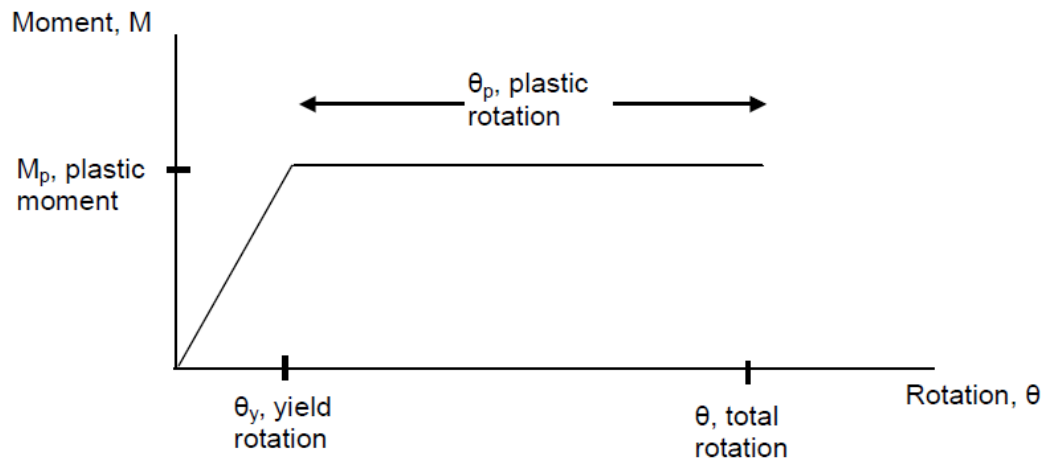 Moment, M
θp, plastic
rotation
Mp, plastic
moment
θy, yield
rotation
θ, total
rotation
Rotation, θ